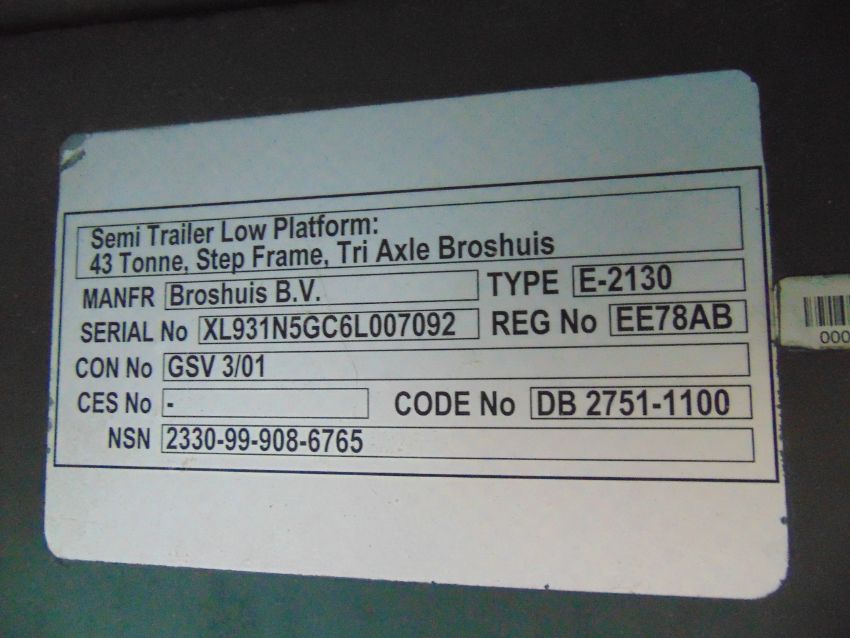 Semi Trailer Low Platform:
43 Tonne, Step Frame, Tri Axle Broshuis
MANFR Broshuis B.V. TYPE E-2130
SERIAL No XL931N5GC6L007092 REG No EE78AB
CON No GSV 3/01
CES No - CODE No DB 2751-1100
NSN 2330-99-908-6765
000